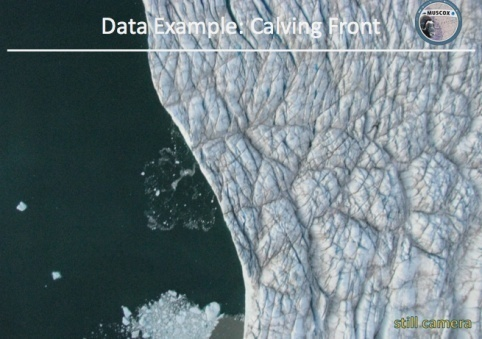 Data Example: Calving Front
MUSCOX
still camera